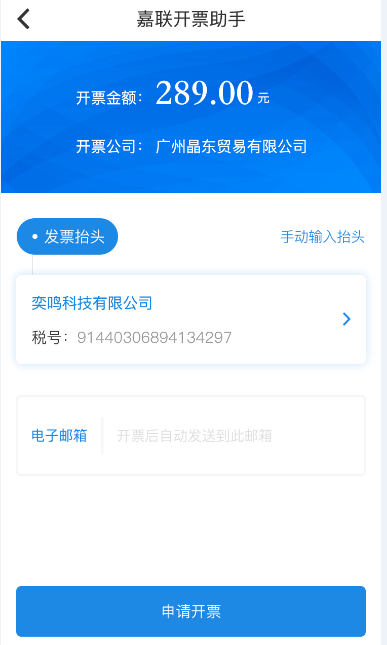 嘉联开票助手
开票金额： 289.00 元
开票公司： 广州晶东贸易有限公司
• 发票抬头
手动输入抬头
奕鸣科技有限公司
税号：91440306894134297
电子邮箱
开票后自动发送到此邮箱
申请开票